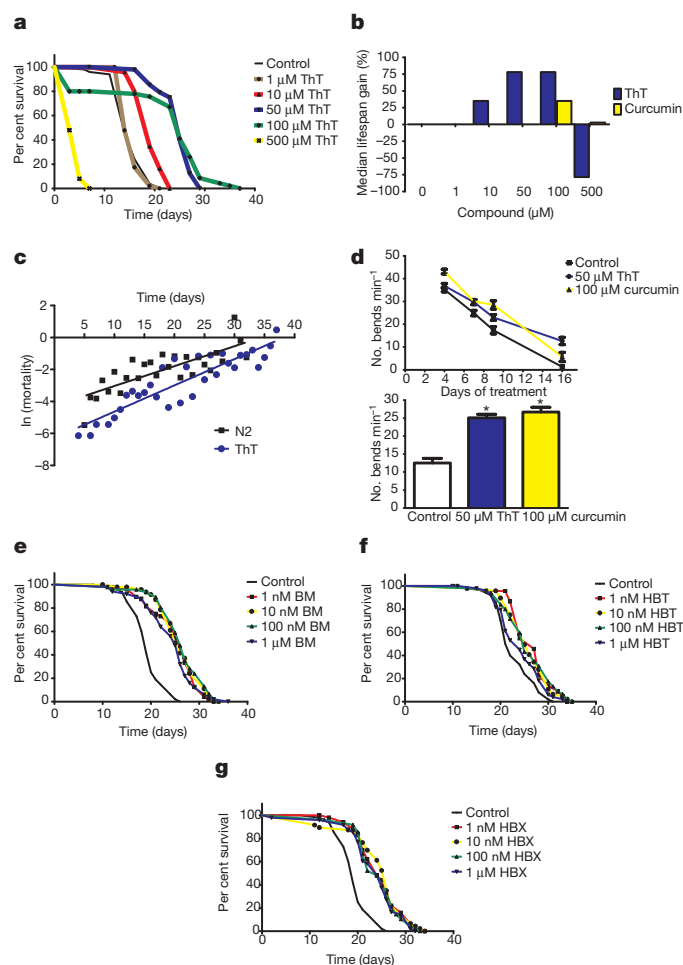 a
Per cent survival
100
80
60
40
20
0
0 10 20 30 40
Time (days)
Control
1 μM ThT
10 μM ThT
50 μM ThT
100 μM ThT
500 μM ThT
b
Median lifespan gain (%)
100
75
50
25
0
−25
−50
−75
−100
0 1 10 50 100 500
Compound (μM)
ThT
Curcumin
c
Time (days)
5 10 15 20 25 30 35 40
ln (mortality)
2
0
−2
−4
−6
−8
N2
ThT
d
No. bends min⁻¹
50
40
30
20
10
0
0 2 4 6 8 10 12 14 16
Days of treatment
Control
50 μM ThT
100 μM curcumin
No. bends min⁻¹
30
25
20
15
10
5
* *
Control 50 μM ThT 100 μM curcumin
e
Per cent survival
100
80
60
40
20
0
0 10 20 30 40
Time (days)
Control
1 nM BM
10 nM BM
100 nM BM
1 μM BM
f
Per cent survival
100
80
60
40
20
0
0 10 20 30 40
Time (days)
Control
1 nM HBT
10 nM HBT
100 nM HBT
1 μM HBT
g
Per cent survival
100
80
60
40
20
0
0 10 20 30 40
Time (days)
Control
1 nM HBX
10 nM HBX
100 nM HBX
1 μM HBX